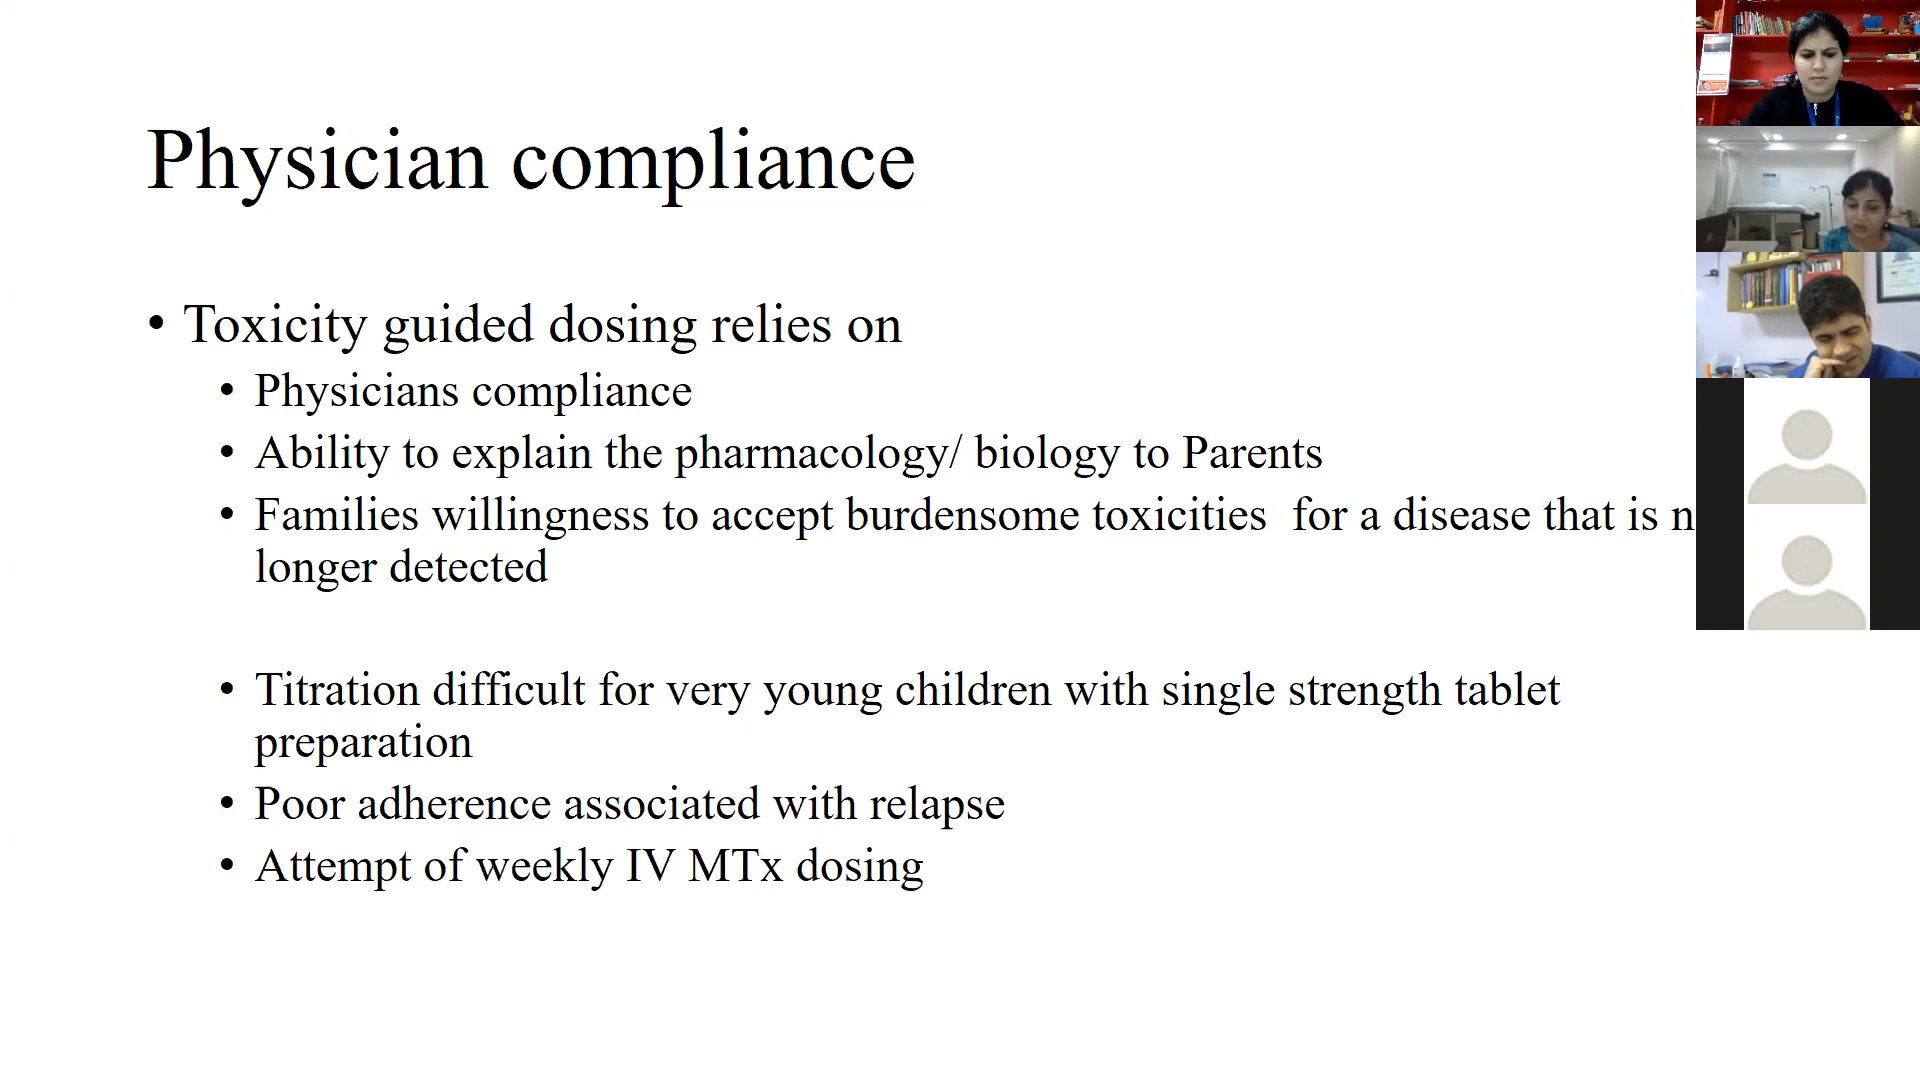 Physician compliance
• Toxicity guided dosing relies on
• Physicians compliance
• Ability to explain the pharmacology/ biology to Parents
• Families willingness to accept burdensome toxicities  for a disease that is n
longer detected
• Titration difficult for very young children with single strength tablet
preparation
• Poor adherence associated with relapse
• Attempt of weekly IV MTx dosing